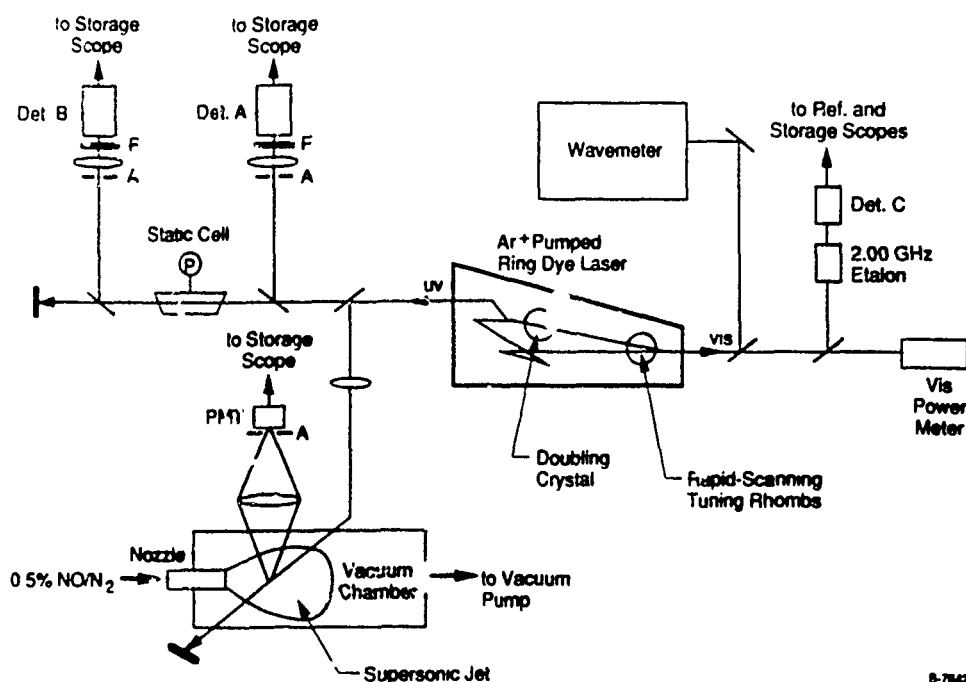 to Storage
Scope
to Storage
Scope
Det B
Det. A
F
F
A
A
Static Cell
P
Wavemeter
to Ref. and
Storage Scopes
Det. C
2.00 GHz
Etalon
Ar+ Pumped
Ring Dye Laser
UV
VIS
Vis
Power
Meter
to Storage
Scope
PMT
A
Doubling
Crystal
Rapid-Scanning
Tuning Rhombs
Nozzle
0.5% NO/N2
Vacuum
Chamber
to Vacuum
Pump
Supersonic Jet